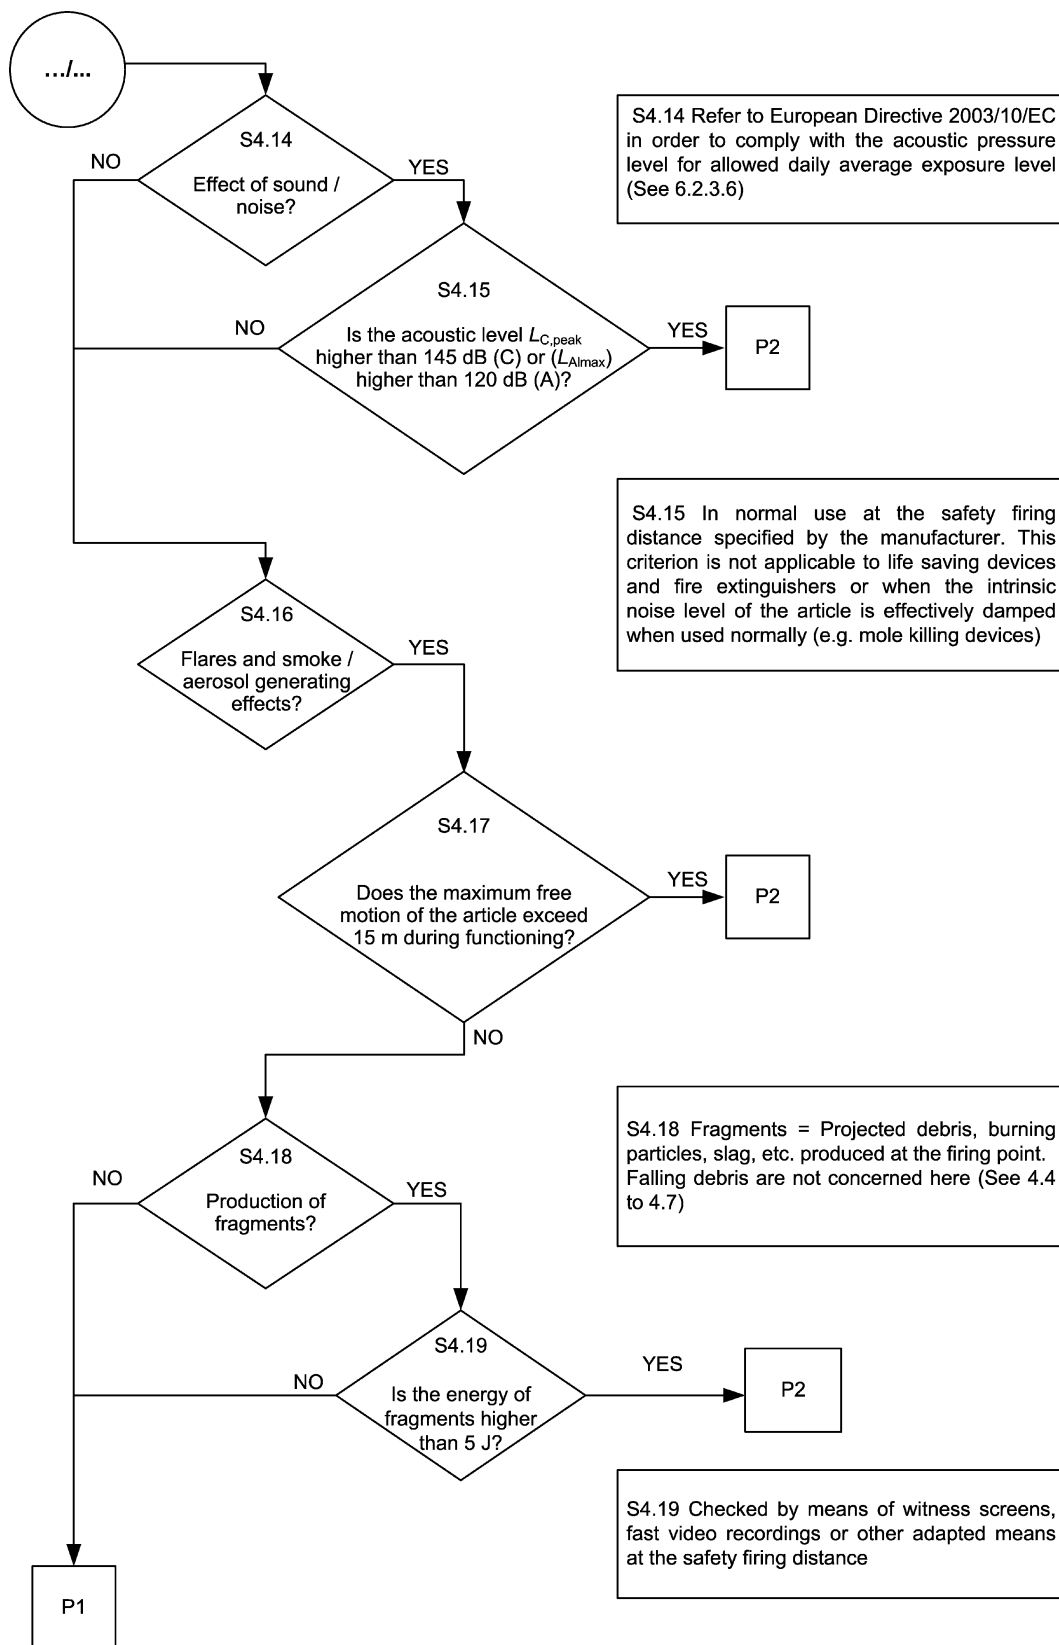 .../...
S4.14
Effect of sound /
noise?
NO
YES
S4.14 Refer to European Directive 2003/10/EC
in order to comply with the acoustic pressure
level for allowed daily average exposure level
(See 6.2.3.6)
S4.15
Is the acoustic level LC,peak
higher than 145 dB (C) or (LAImax)
higher than 120 dB (A)?
NO
YES
P2
S4.15 In normal use at the safety firing
distance specified by the manufacturer. This
criterion is not applicable to life saving devices
and fire extinguishers or when the intrinsic
noise level of the article is effectively damped
when used normally (e.g. mole killing devices)
S4.16
Flares and smoke /
aerosol generating
effects?
YES
S4.17
Does the maximum free
motion of the article exceed
15 m during functioning?
YES
P2
NO
S4.18
Production of
fragments?
NO
YES
S4.18 Fragments = Projected debris, burning
particles, slag, etc. produced at the firing point.
Falling debris are not concerned here (See 4.4
to 4.7)
S4.19
Is the energy of
fragments higher
than 5 J?
NO
YES
P2
S4.19 Checked by means of witness screens,
fast video recordings or other adapted means
at the safety firing distance
P1